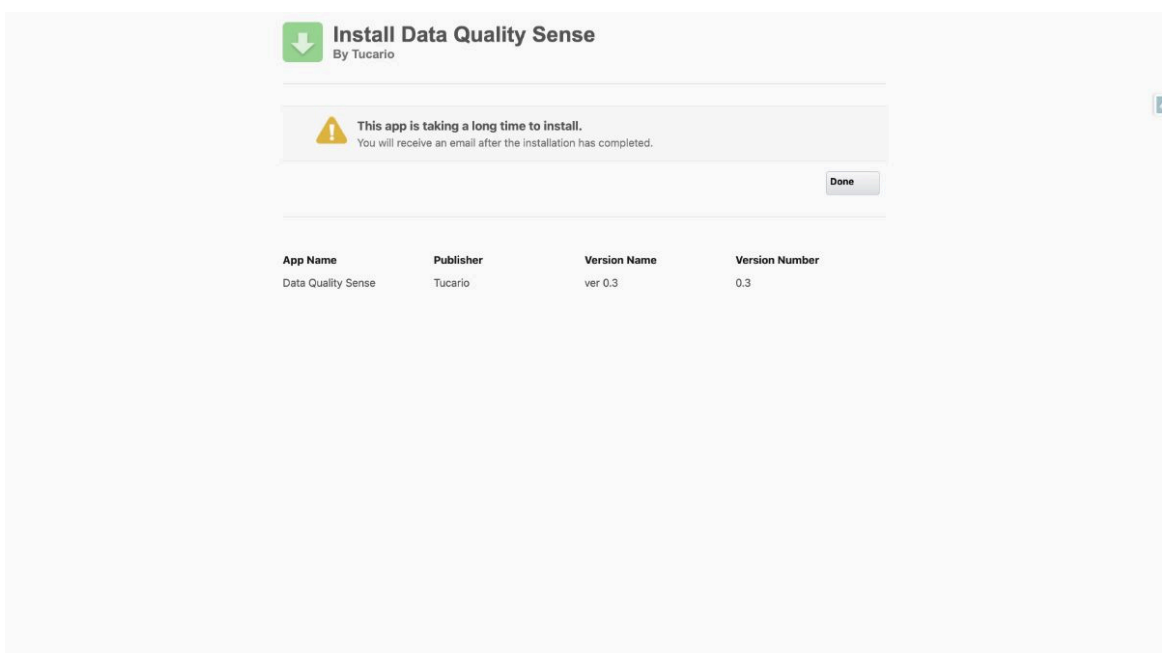 Install Data Quality Sense
By Tucario
This app is taking a long time to install.
You will receive an email after the installation has completed.
Done
App Name Publisher Version Name Version Number
Data Quality Sense Tucario ver 0.3 0.3